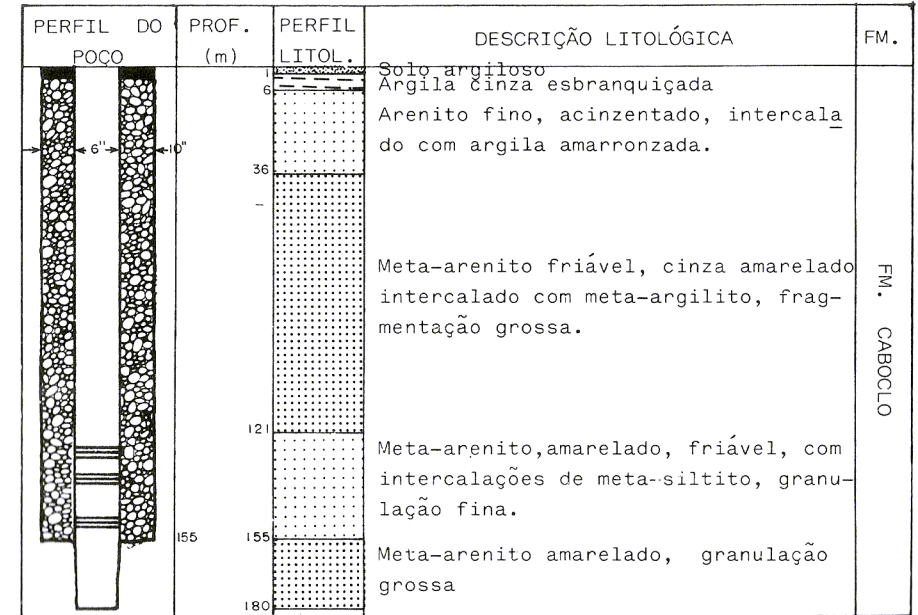 PERFIL DO POÇO
PROF. (m)
PERFIL LITOL.
DESCRIÇÃO LITOLÓGICA
FM.
Solo argiloso
1
Argila cinza esbranquiçada
6
Arenito fino, acinzentado, intercala
do com argila amarronzada.
6" 10"
36
Meta-arenito friável, cinza amarelado
intercalado com meta-argilito, frag-
mentação grossa.
FM. CABOCLO
121
Meta-arenito,amarelado, friável, com
intercalações de meta--siltito, granu-
lação fina.
155 155
Meta-arenito amarelado, granulação
grossa
180